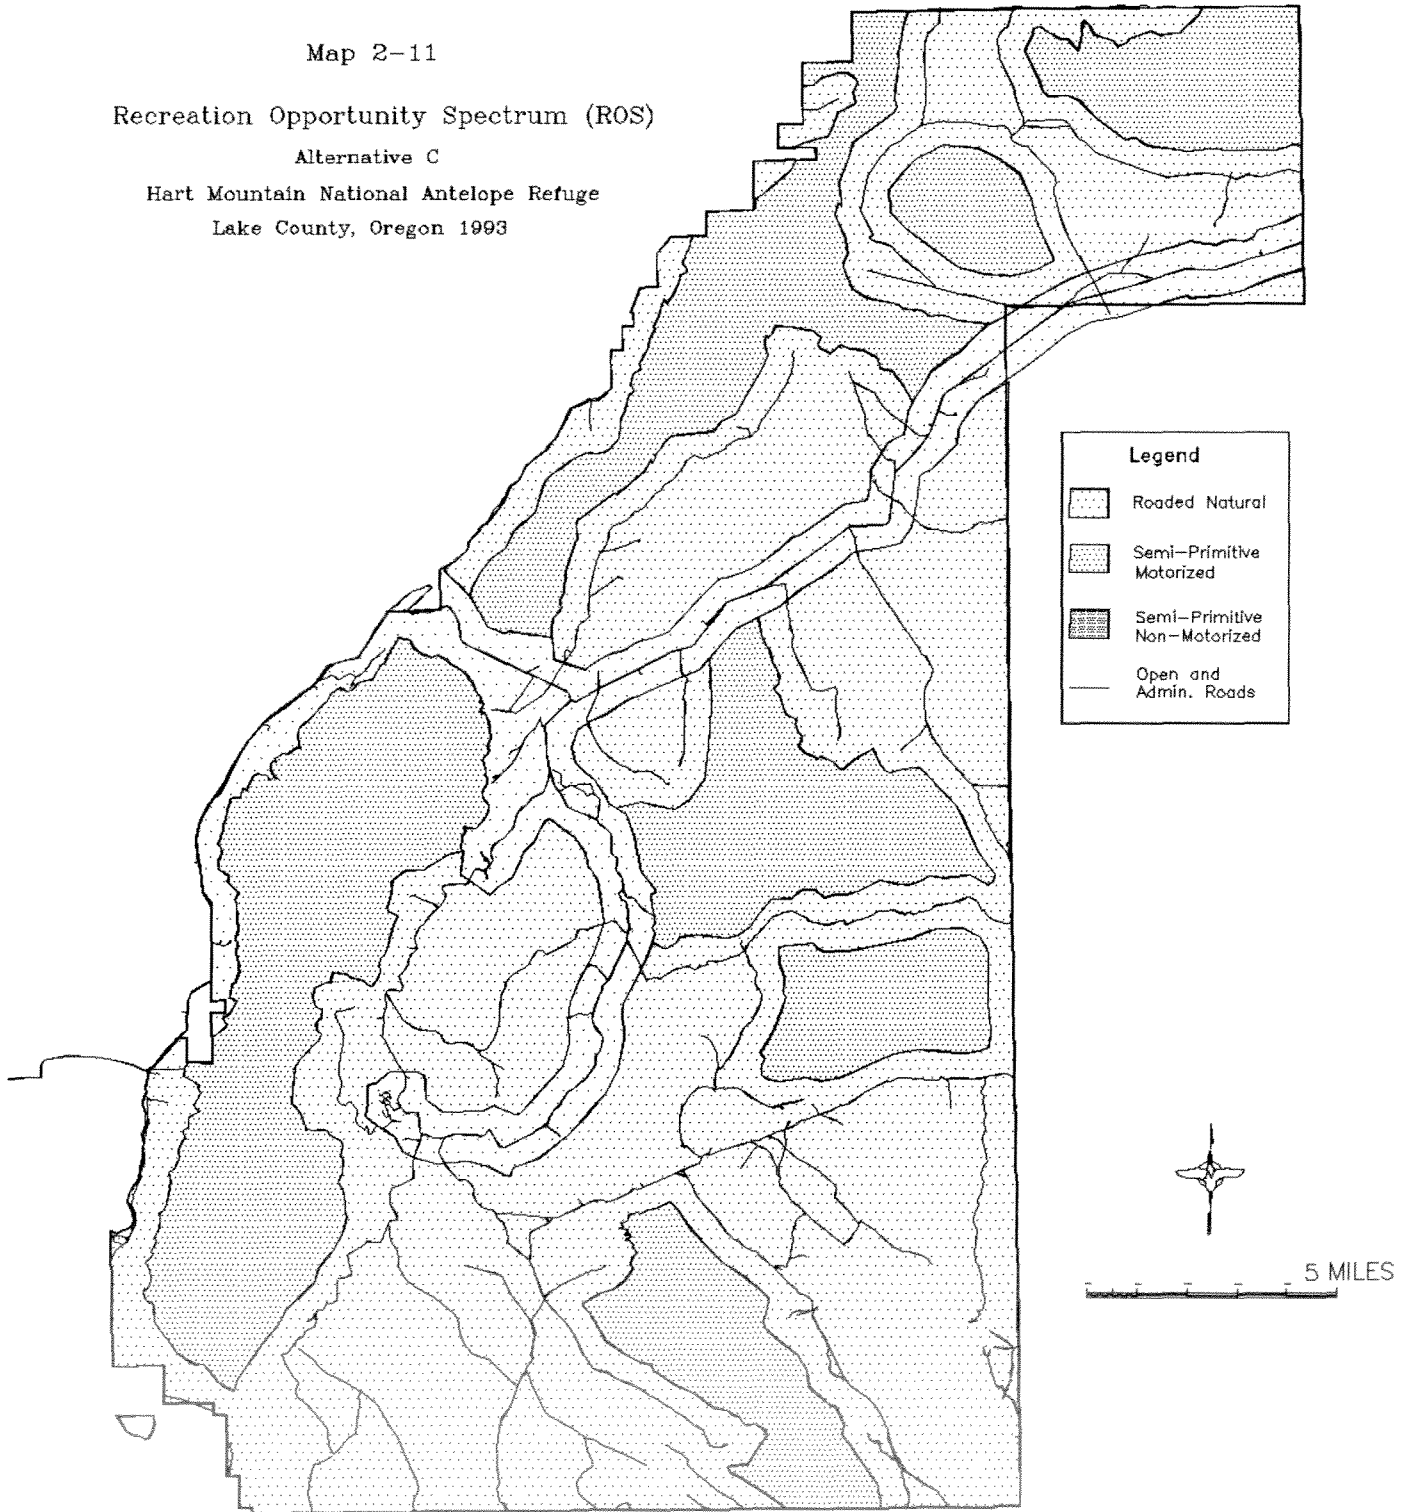 Map 2-11
Recreation Opportunity Spectrum (ROS)
Alternative C
Hart Mountain National Antelope Refuge
Lake County, Oregon 1993
Legend
Roaded Natural
Semi-Primitive
Motorized
Semi-Primitive
Non-Motorized
Open and
Admin. Roads
5 MILES